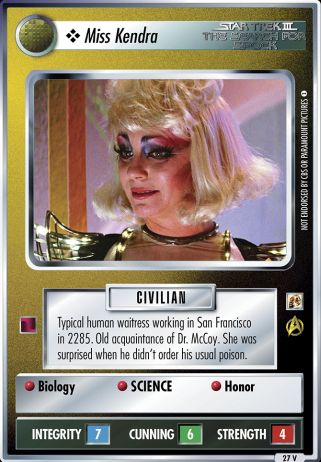 ❖ Miss Kendra
STAR TREK III
THE SEARCH FOR
SPOCK
NOT ENDORSED BY CBS OR PARAMOUNT PICTURES
CIVILIAN
Typical human waitress working in San Francisco
in 2285. Old acquaintance of Dr. McCoy. She was
surprised when he didn't order his usual poison.
Biology SCIENCE Honor
INTEGRITY 7 CUNNING 6 STRENGTH 4
27 V